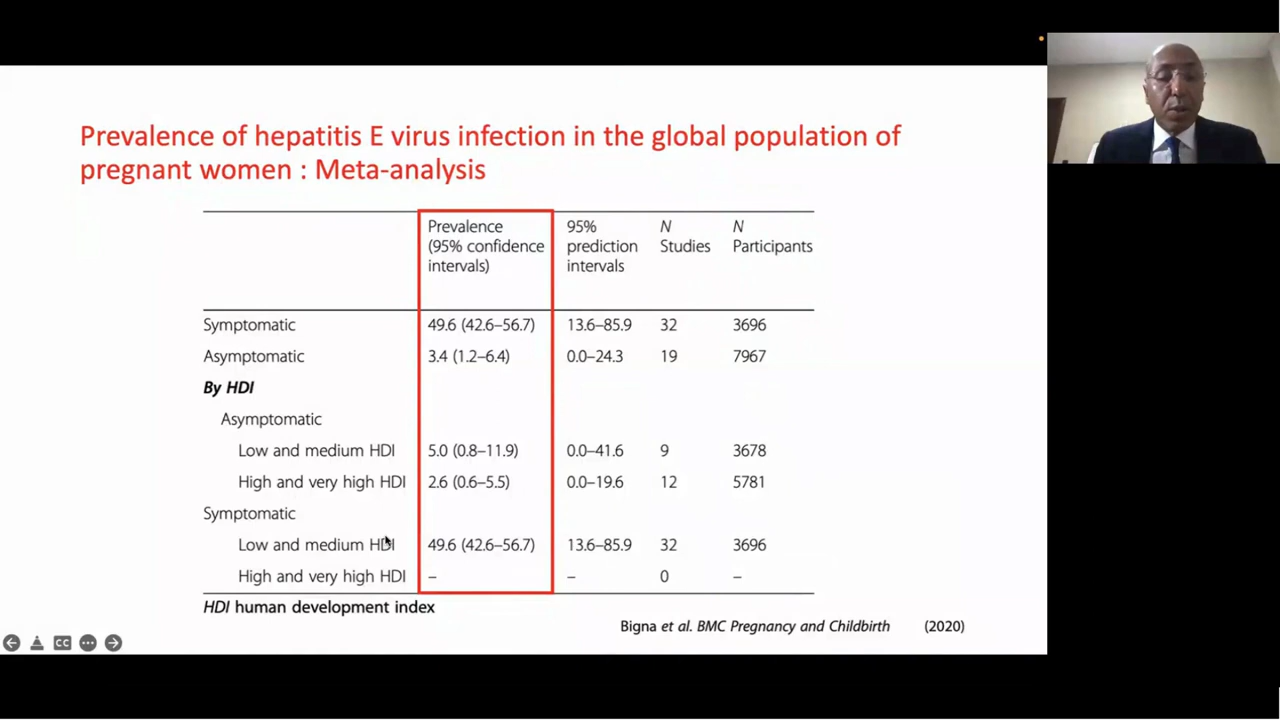 Prevalence of hepatitis E virus infection in the global population of
pregnant women : Meta-analysis
Prevalence (95% confidence intervals) 95% prediction intervals N Studies N Participants
Symptomatic 49.6 (42.6–56.7) 13.6–85.9 32 3696
Asymptomatic 3.4 (1.2–6.4) 0.0–24.3 19 7967
By HDI
Asymptomatic
Low and medium HDI 5.0 (0.8–11.9) 0.0–41.6 9 3678
High and very high HDI 2.6 (0.6–5.5) 0.0–19.6 12 5781
Symptomatic
Low and medium HDI 49.6 (42.6–56.7) 13.6–85.9 32 3696
High and very high HDI – – 0 –
HDI human development index
Bigna et al. BMC Pregnancy and Childbirth (2020)
CC